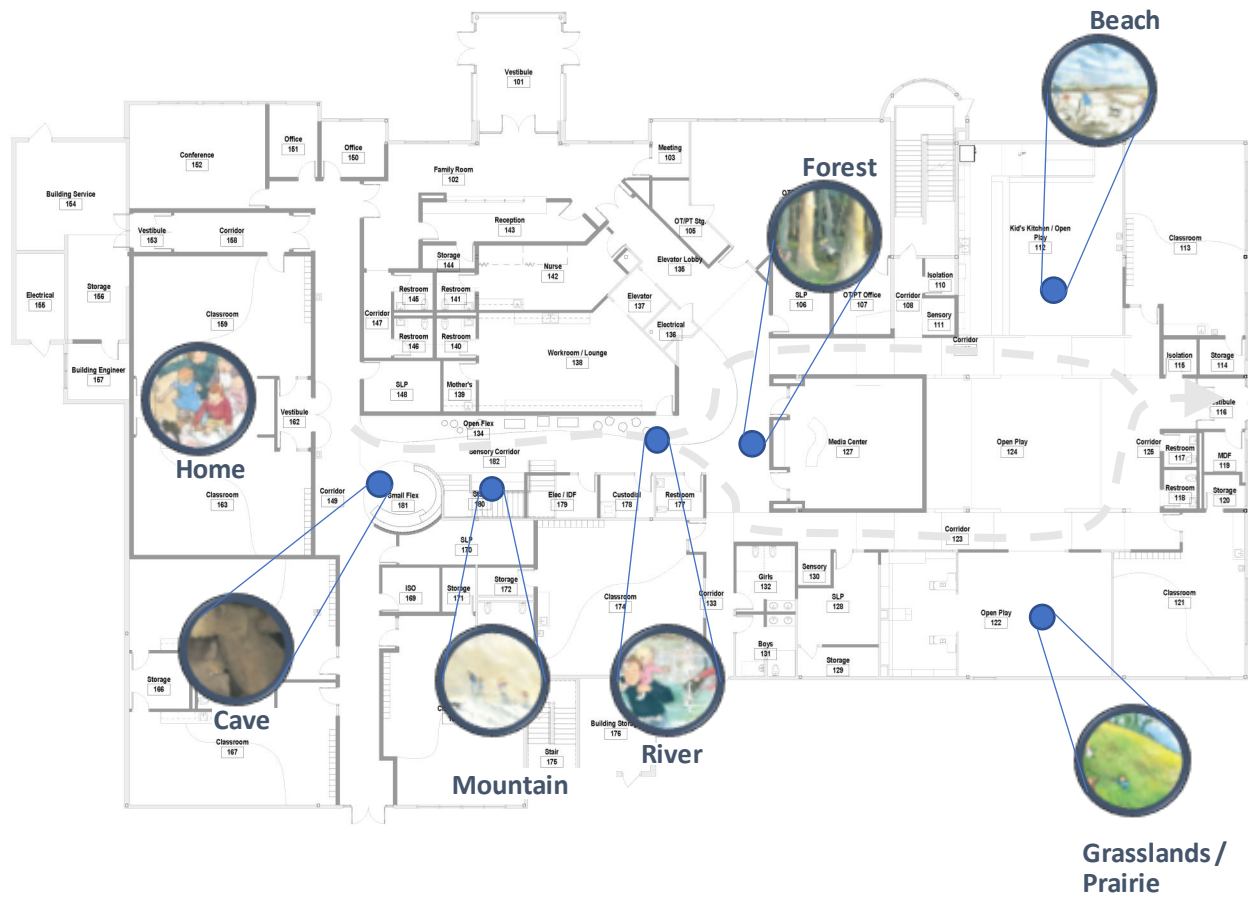 Beach
Vestibule
101
Office
151
Office
150
Meeting
103
Conference
152
Family Room
102
Forest
Building Service
154
OT/PT Stg.
105
Reception
143
Kid's Kitchen / Open
Play
112
Classroom
113
Vestibule
153
Corridor
158
Elevator Lobby
135
Storage
144
Nurse
142
Storage
156
Electrical
155
Restroom
145
Restroom
141
Elevator
137
SLP
106
OT/PT Office
107
Corridor
108
Isolation
110
Classroom
159
Corridor
147
Sensory
111
Electrical
136
Restroom
146
Restroom
140
Corridor
Workroom / Lounge
138
Isolation
115
Storage
114
Building Engineer
157
SLP
148
Mother's
139
Vestibule
162
116
Open Flex
134
Media Center
127
Open Play
124
Corridor
125
Restroom
117
MDF
119
Sensory Corridor
182
Home
Restroom
118
Storage
120
Classroom
163
Corridor
149
Small Flex
181
180
Elec / IDF
179
Custodial
178
Restroom
177
Corridor
123
SLP
170
Girls
132
Sensory
130
ISO
169
Storage
171
Storage
172
Classroom
174
Corridor
133
SLP
128
Open Play
122
Classroom
121
Boys
131
Storage
129
Storage
166
Cave
Classroom
167
Mountain
River
Stair
175
Building Storage
176
Grasslands /
Prairie